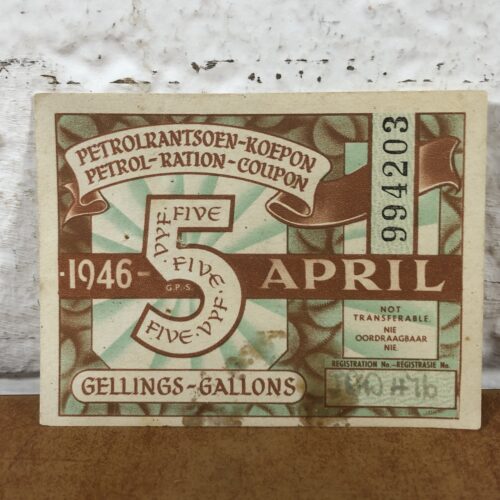 PETROLRANTSOEN-KOEPON
PETROL-RATION-COUPON
994203
VYF. FIVE
FIVE
FIVE. VYF.
5
·1946-
G.P.-S.
APRIL
NOT
TRANSFERABLE.
NIE
OORDRAAGBAAR
NIE.
REGISTRATION No.-REGISTRASIE No.
GELLINGS-GALLONS